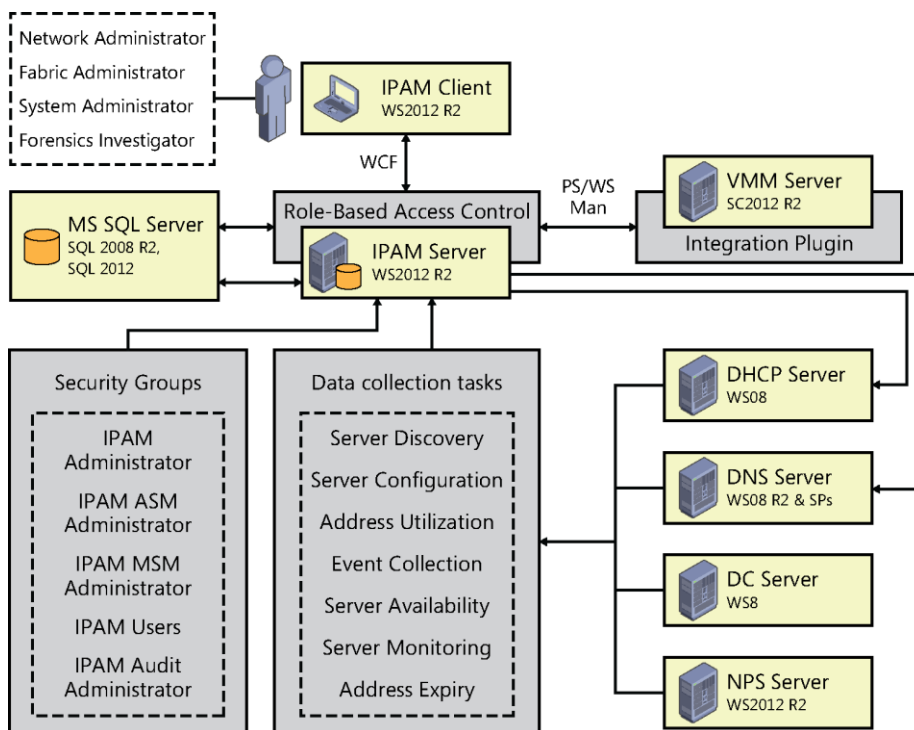 Network Administrator
Fabric Administrator
System Administrator
Forensics Investigator
IPAM Client
WS2012 R2
WCF
PS/WS
Man
VMM Server
SC2012 R2
Integration Plugin
MS SQL Server
SQL 2008 R2,
SQL 2012
Role-Based Access Control
IPAM Server
WS2012 R2
Security Groups
IPAM
Administrator
IPAM ASM
Administrator
IPAM MSM
Administrator
IPAM Users
IPAM Audit
Administrator
Data collection tasks
Server Discovery
Server Configuration
Address Utilization
Event Collection
Server Availability
Server Monitoring
Address Expiry
DHCP Server
WS08
DNS Server
WS08 R2 & SPs
DC Server
WS8
NPS Server
WS2012 R2